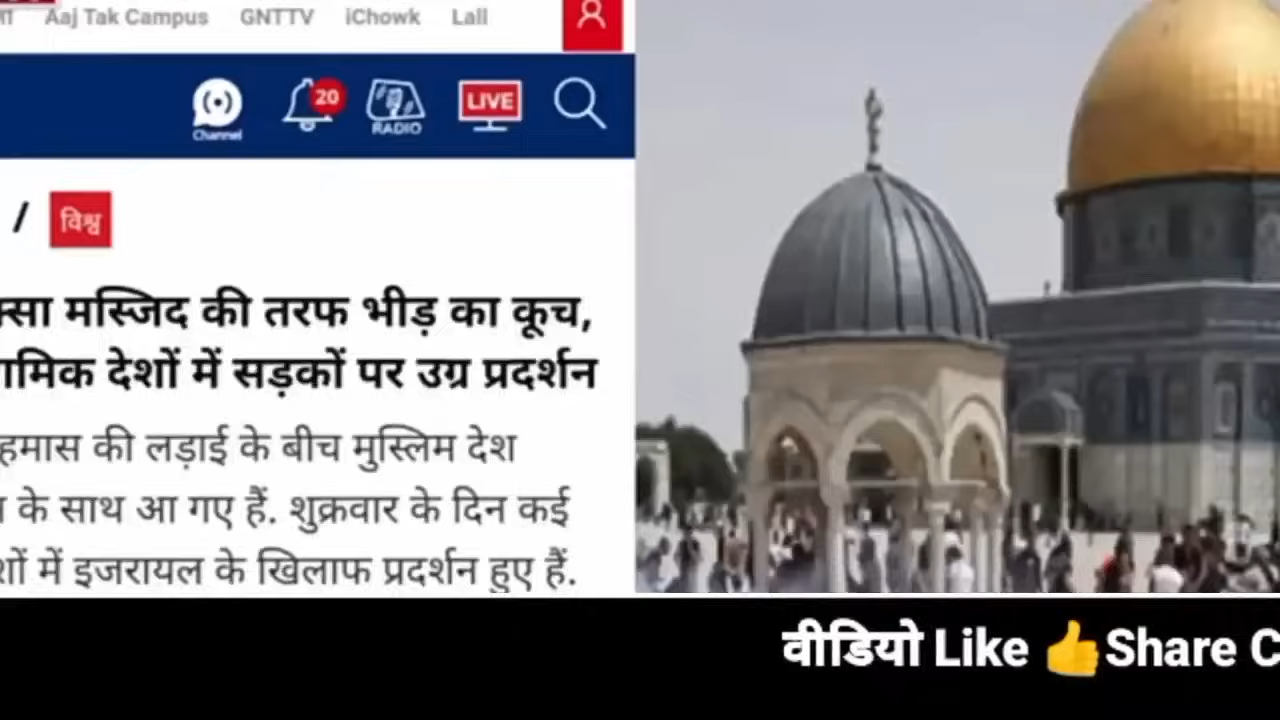 Aaj Tak Campus GNTTV iChowk Lall
20 LIVE
Channel RADIO
/ विश्व
मस्जिद की तरफ भीड़ का कूच,
देशों में सड़कों पर उग्र प्रदर्शन
हमास की लड़ाई के बीच मुस्लिम देश
के साथ आ गए हैं. शुक्रवार के दिन कई
में इजरायल के खिलाफ प्रदर्शन हुए हैं.
वीडियो Like 👍Share C